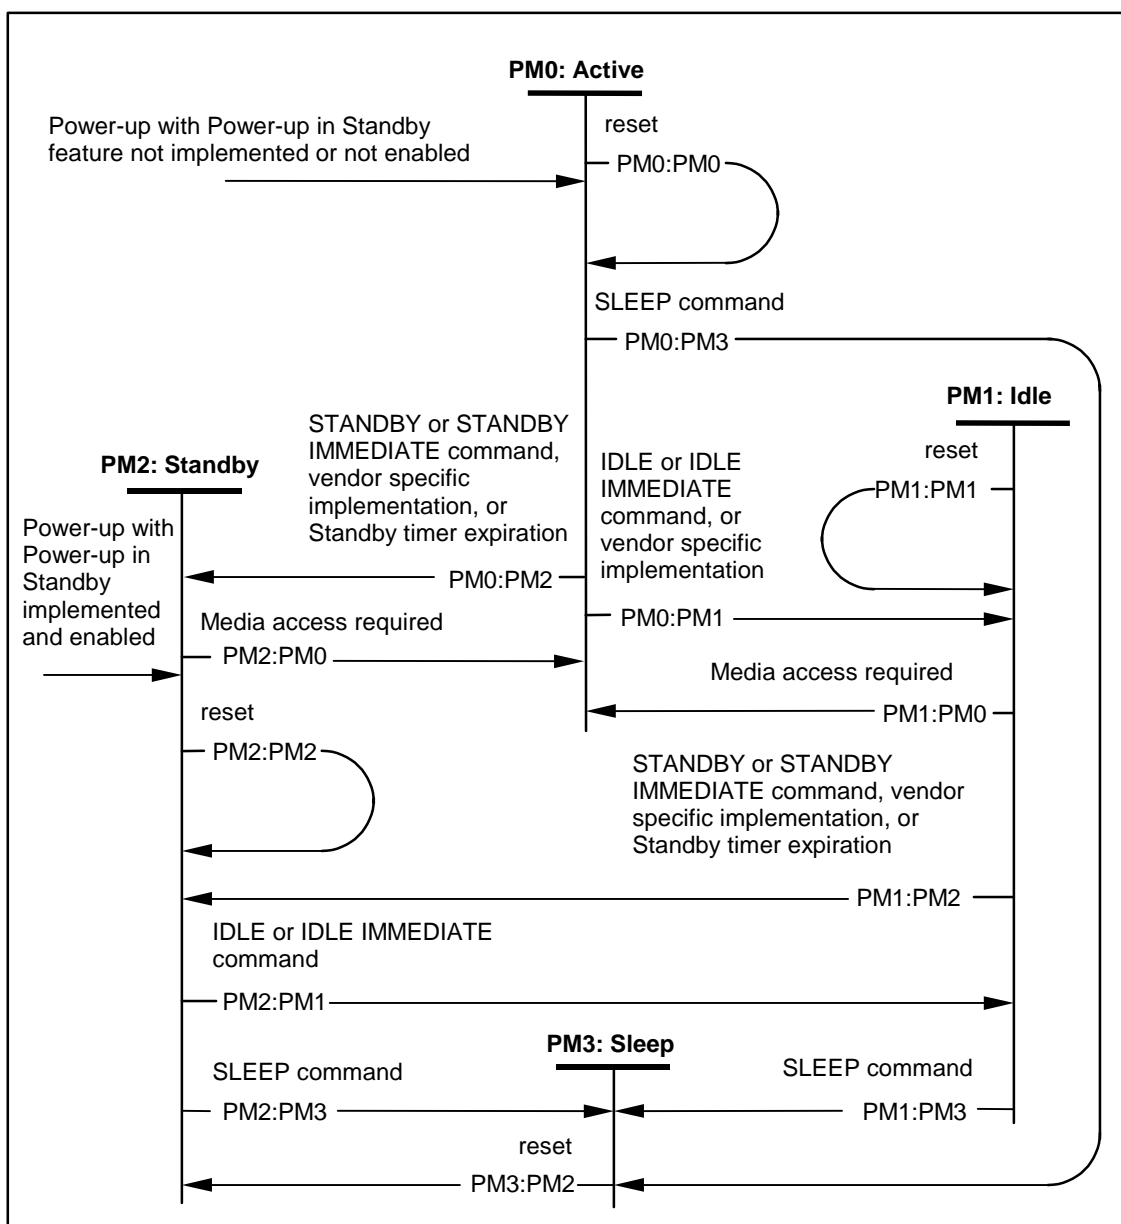 PM0: Active
Power-up with Power-up in Standby
feature not implemented or not enabled
reset
PM0:PM0
SLEEP command
PM0:PM3
PM1: Idle
STANDBY or STANDBY
IMMEDIATE command,
vendor specific
implementation, or
Standby timer expiration
PM0:PM2
IDLE or IDLE
IMMEDIATE
command, or
vendor specific
implementation
PM0:PM1
reset
PM1:PM1
PM2: Standby
Power-up with
Power-up in
Standby
implemented
and enabled
Media access required
PM2:PM0
Media access required
PM1:PM0
reset
PM2:PM2
STANDBY or STANDBY
IMMEDIATE command, vendor
specific implementation, or
Standby timer expiration
PM1:PM2
IDLE or IDLE IMMEDIATE
command
PM2:PM1
PM3: Sleep
SLEEP command
PM2:PM3
SLEEP command
PM1:PM3
reset
PM3:PM2